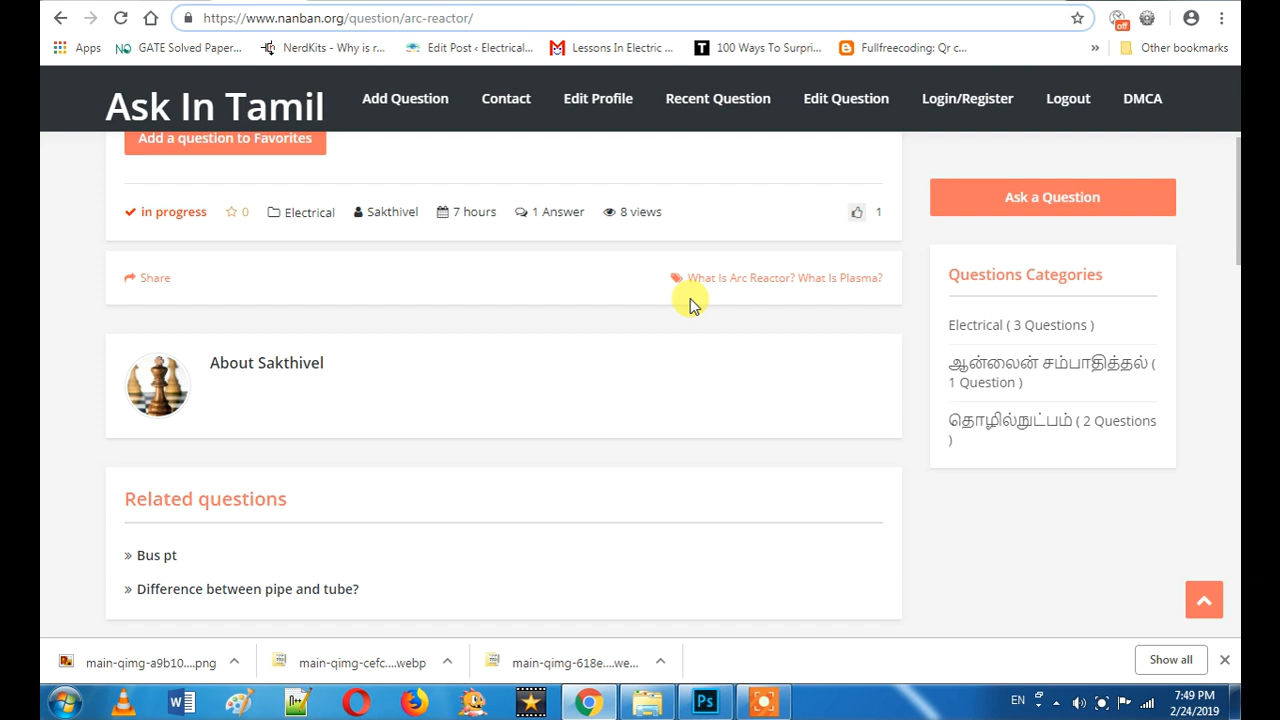 https://www.nanban.org/question/arc-reactor/
off
Apps
GATE Solved Paper...
NerdKits - Why is r...
Edit Post ‹ Electrical...
Lessons In Electric ...
100 Ways To Surpri...
Fullfreecoding: Qr c...
»
Other bookmarks
Ask In Tamil
Add Question
Contact
Edit Profile
Recent Question
Edit Question
Login/Register
Logout
DMCA
Add a question to Favorites
in progress
0
Electrical
Sakthivel
7 hours
1 Answer
8 views
1
Share
What Is Arc Reactor? What Is Plasma?
About Sakthivel
Related questions
» Bus pt
» Difference between pipe and tube?
Ask a Question
Questions Categories
Electrical ( 3 Questions )
ஆன்லைன் சம்பாதித்தல் (
1 Question )
தொழில்நுட்பம் ( 2 Questions
)
main-qimg-a9b10....png
main-qimg-cefc....webp
main-qimg-618e....we...
Show all
W
Ps
EN
7:49 PM
2/24/2019